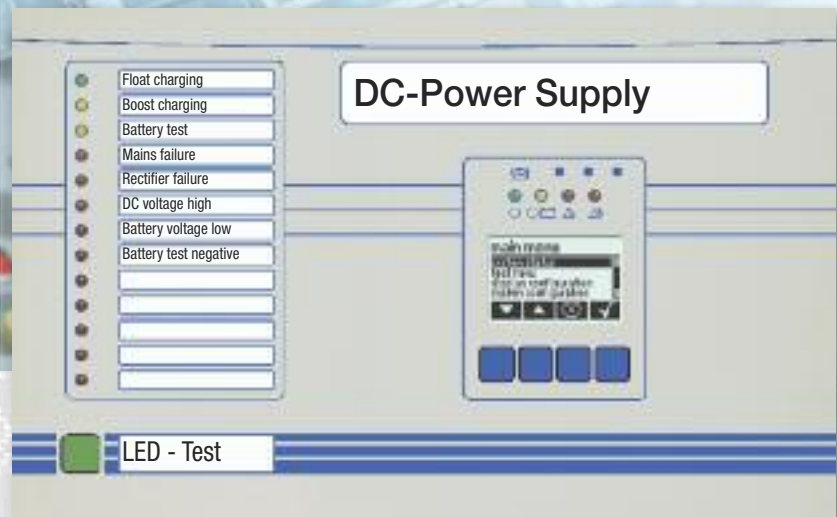 Float charging
Boost charging
Battery test
Mains failure
Rectifier failure
DC voltage high
Battery voltage low
Battery test negative
LED - Test
DC-Power Supply
main menu